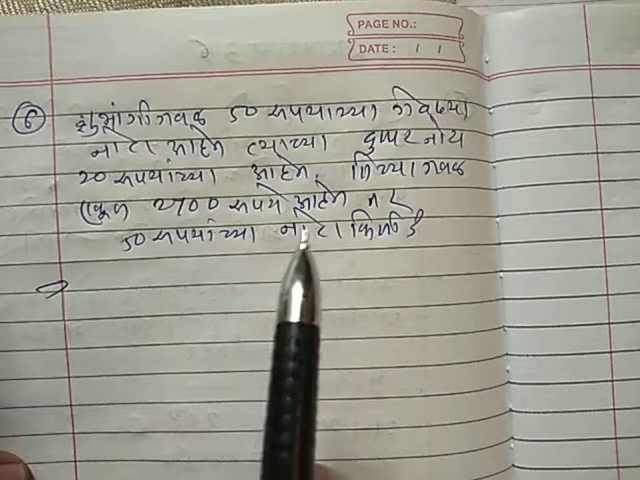 PAGE NO.:
DATE: / /
6 शुभांगीजवळ 50 रूपयाच्या जेवढ्या
नोटा आहेत त्याच्या दुप्पट नोटा
20 रूपयांच्या आहेत. तिच्याजवळ
एकूण 2700 रूपये आहेत तर
50 रूपयांच्या नोटा किती?
⇒